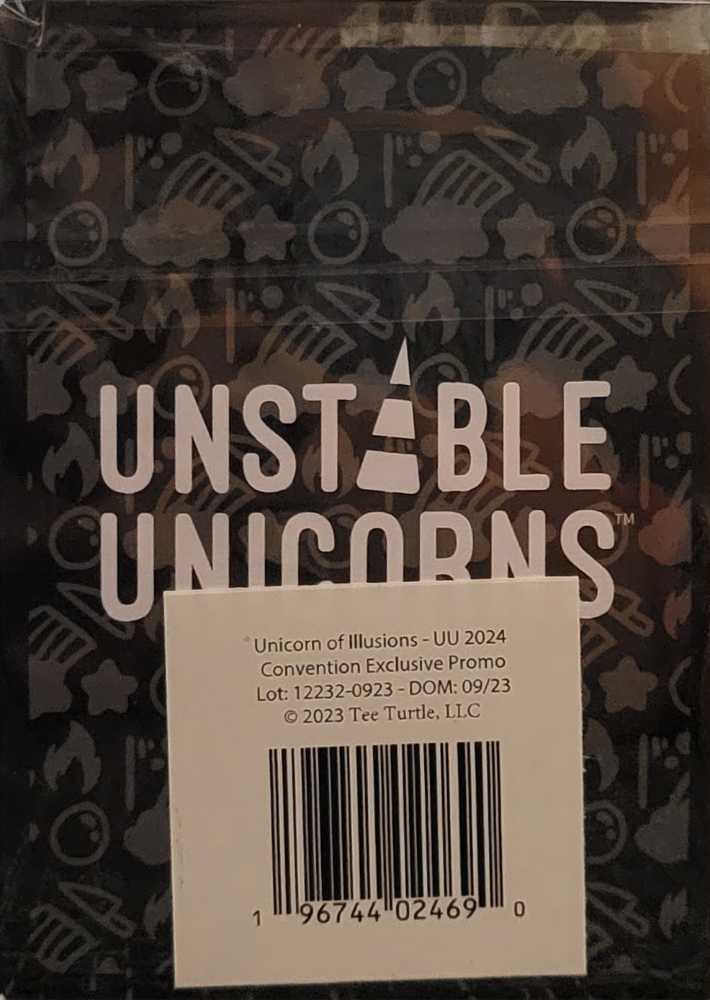 UNSTABLE
UNICORNS™
Unicorn of Illusions - UU 2024
Convention Exclusive Promo
Lot: 12232-0923 - DOM: 09/23
© 2023 Tee Turtle, LLC
1 96744 02469 0